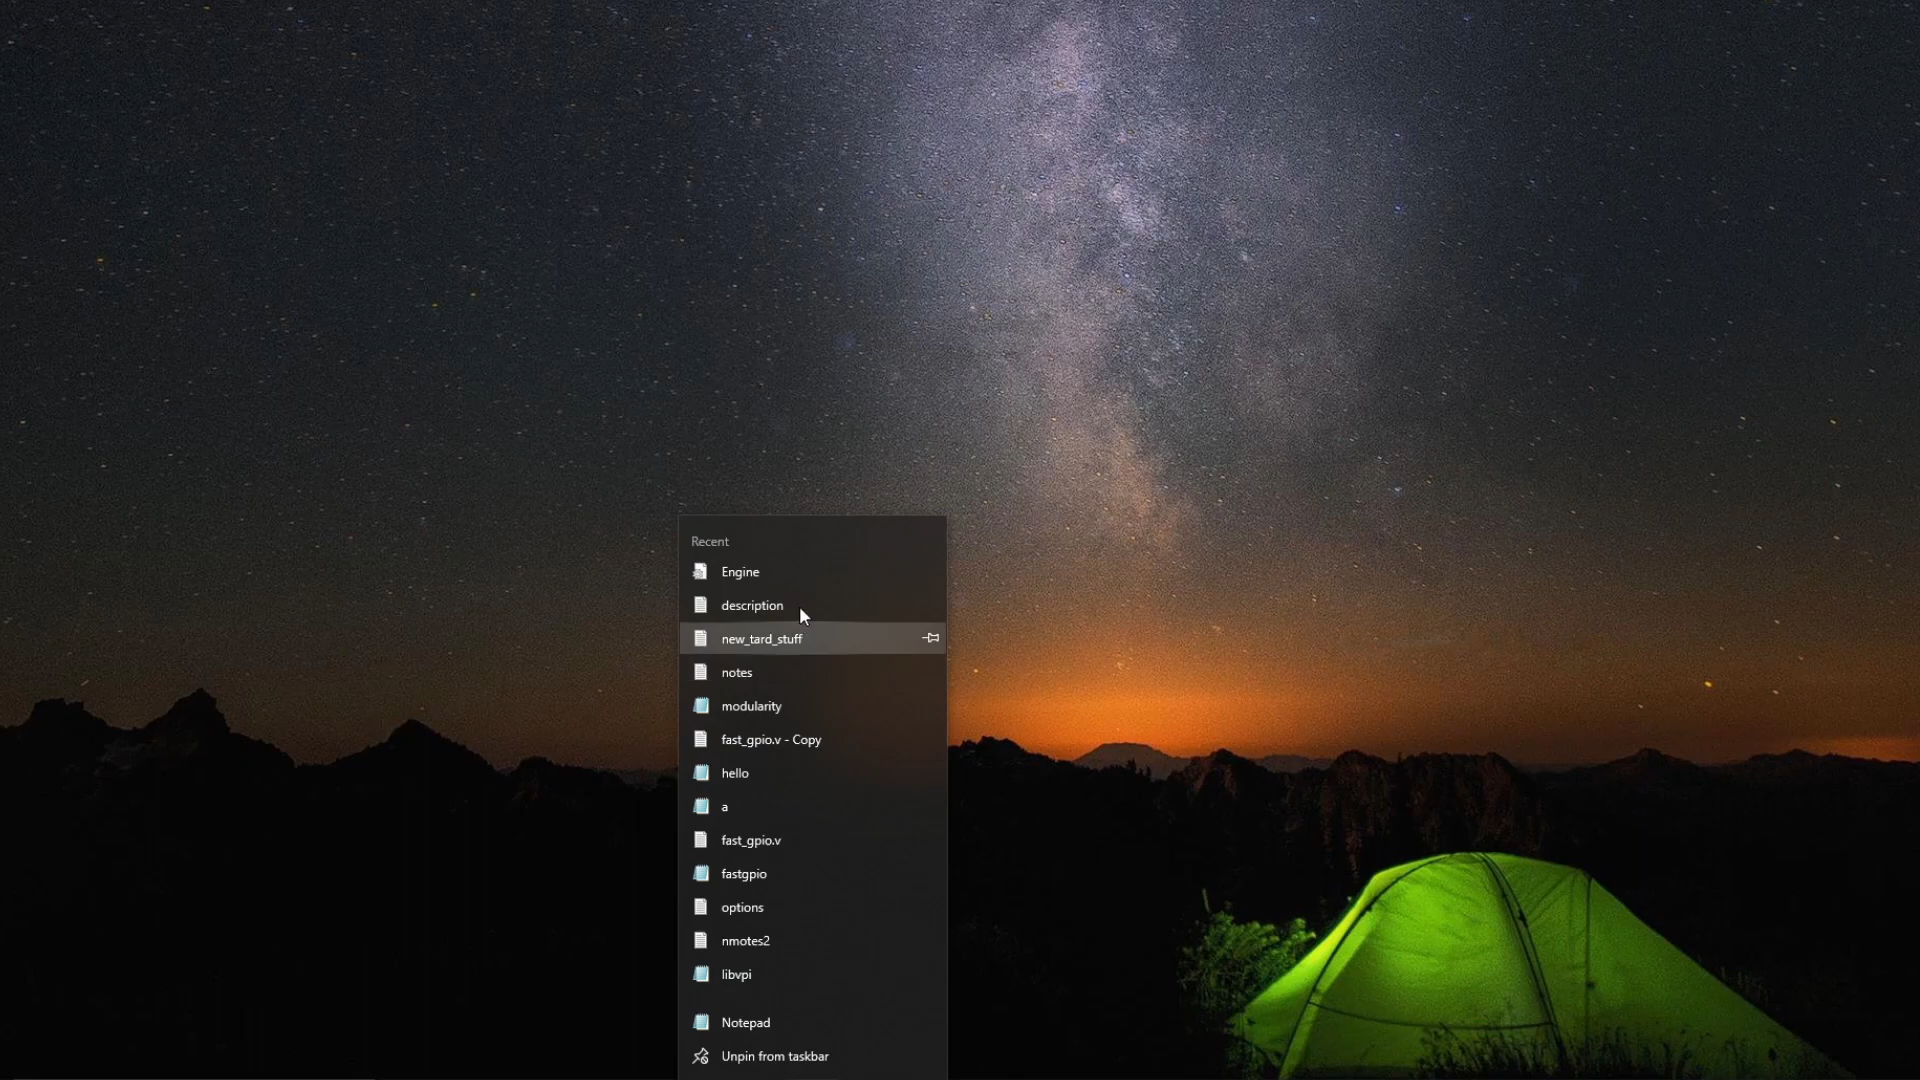 Recent
Engine
description
new_tard_stuff
notes
modularity
fast_gpio.v - Copy
hello
a
fast_gpio.v
fastgpio
options
nmotes2
libvpi
Notepad
Unpin from taskbar